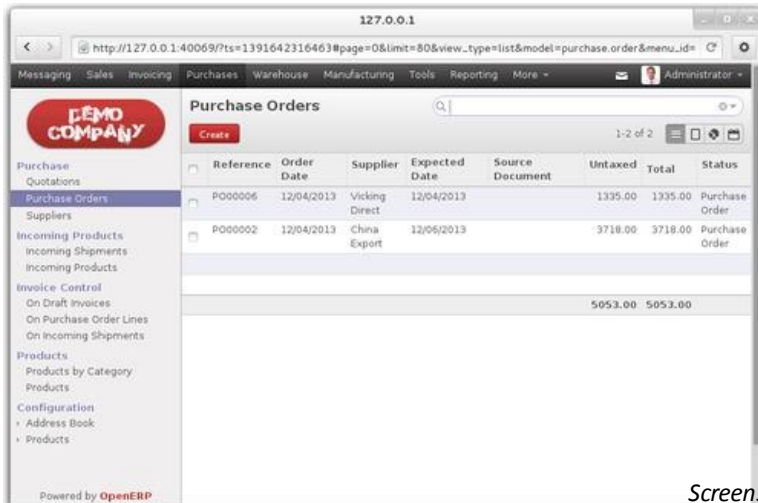 127.0.0.1
http://127.0.0.1:40069/?ts=1391642316463#page=0&limit=80&view_type=list&model=purchase.order&menu_id=
Messaging Sales Invoicing Purchases Warehouse Manufacturing Tools Reporting More Administrator
DEMO
COMPANY
Purchase Orders
Create
1-2 of 2
Purchase
Quotations
Purchase Orders
Suppliers
Incoming Products
Incoming Shipments
Incoming Products
Invoice Control
On Draft Invoices
On Purchase Order Lines
On Incoming Shipments
Products
Products by Category
Products
Configuration
Address Book
Products
Powered by OpenERP
Reference Order Date Supplier Expected Date Source Document Untaxed Total Status
PO00006 12/04/2013 Vicking Direct 12/04/2013 1335.00 1335.00 Purchase Order
PO00002 12/04/2013 China Export 12/06/2013 3718.00 3718.00 Purchase Order
5053.00 5053.00
Screen